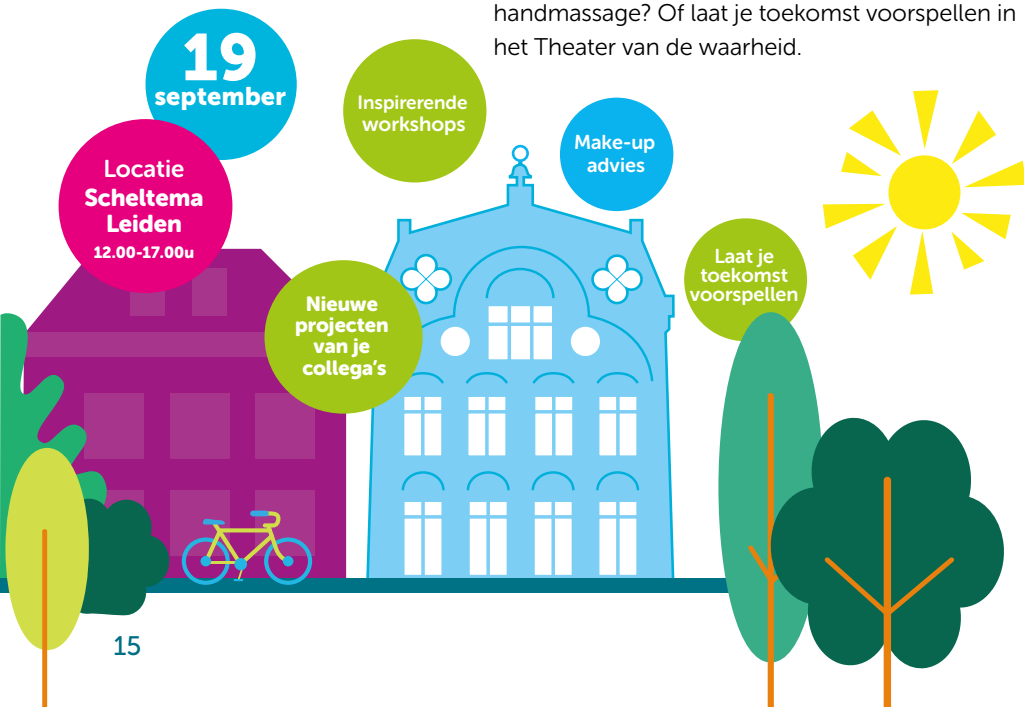 handmassage? Of laat je toekomst voorspellen in
het Theater van de waarheid.
19
september
Locatie
Scheltema
Leiden
12.00-17.00u
Inspirerende
workshops
Make-up
advies
Laat je
toekomst
voorspellen
Nieuwe
projecten
van je
collega's
15